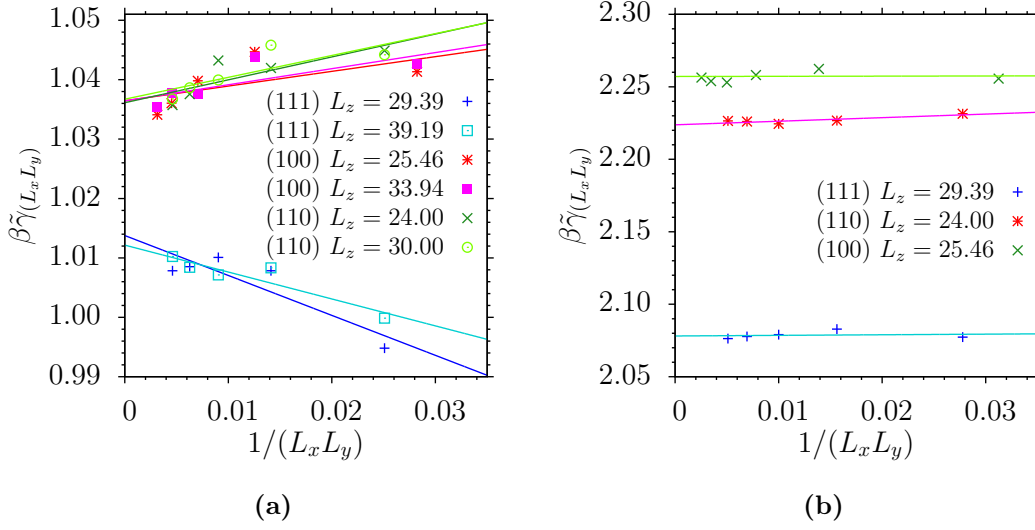 1.05
1.04
1.03
1.02
1.01
1.00
0.99
0 0.01 0.02 0.03
1/(LₓL_y)
βγ̃_(LₓL_y)
(111) L_z = 29.39
(111) L_z = 39.19
(100) L_z = 25.46
(100) L_z = 33.94
(110) L_z = 24.00
(110) L_z = 30.00
(a)
2.30
2.25
2.20
2.15
2.10
2.05
0 0.01 0.02 0.03
1/(LₓL_y)
βγ̃_(LₓL_y)
(111) L_z = 29.39
(110) L_z = 24.00
(100) L_z = 25.46
(b)